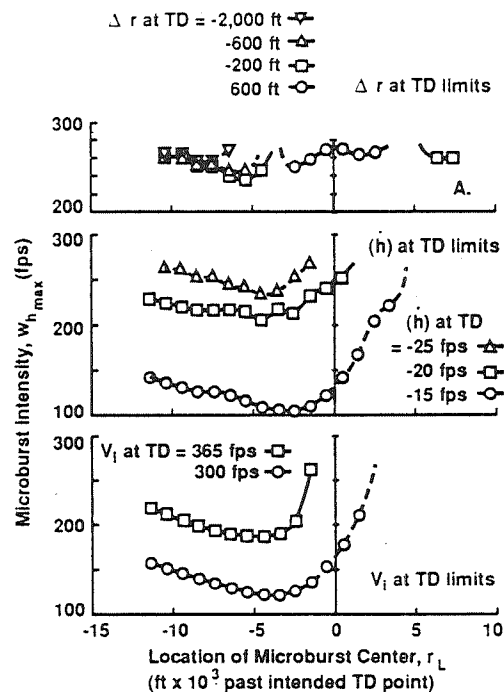 Δ r at TD = -2,000 ft
-600 ft
-200 ft
600 ft
Δ r at TD limits
300
200
A.
300
200
100
(h) at TD limits
(h) at TD
= -25 fps
-20 fps
-15 fps
300
200
100
V_i at TD = 365 fps
300 fps
V_i at TD limits
-15 -10 -5 0 5 10
Microburst Intensity, w_h max (fps)
Location of Microburst Center, r_L
(ft x 10^3 past intended TD point)